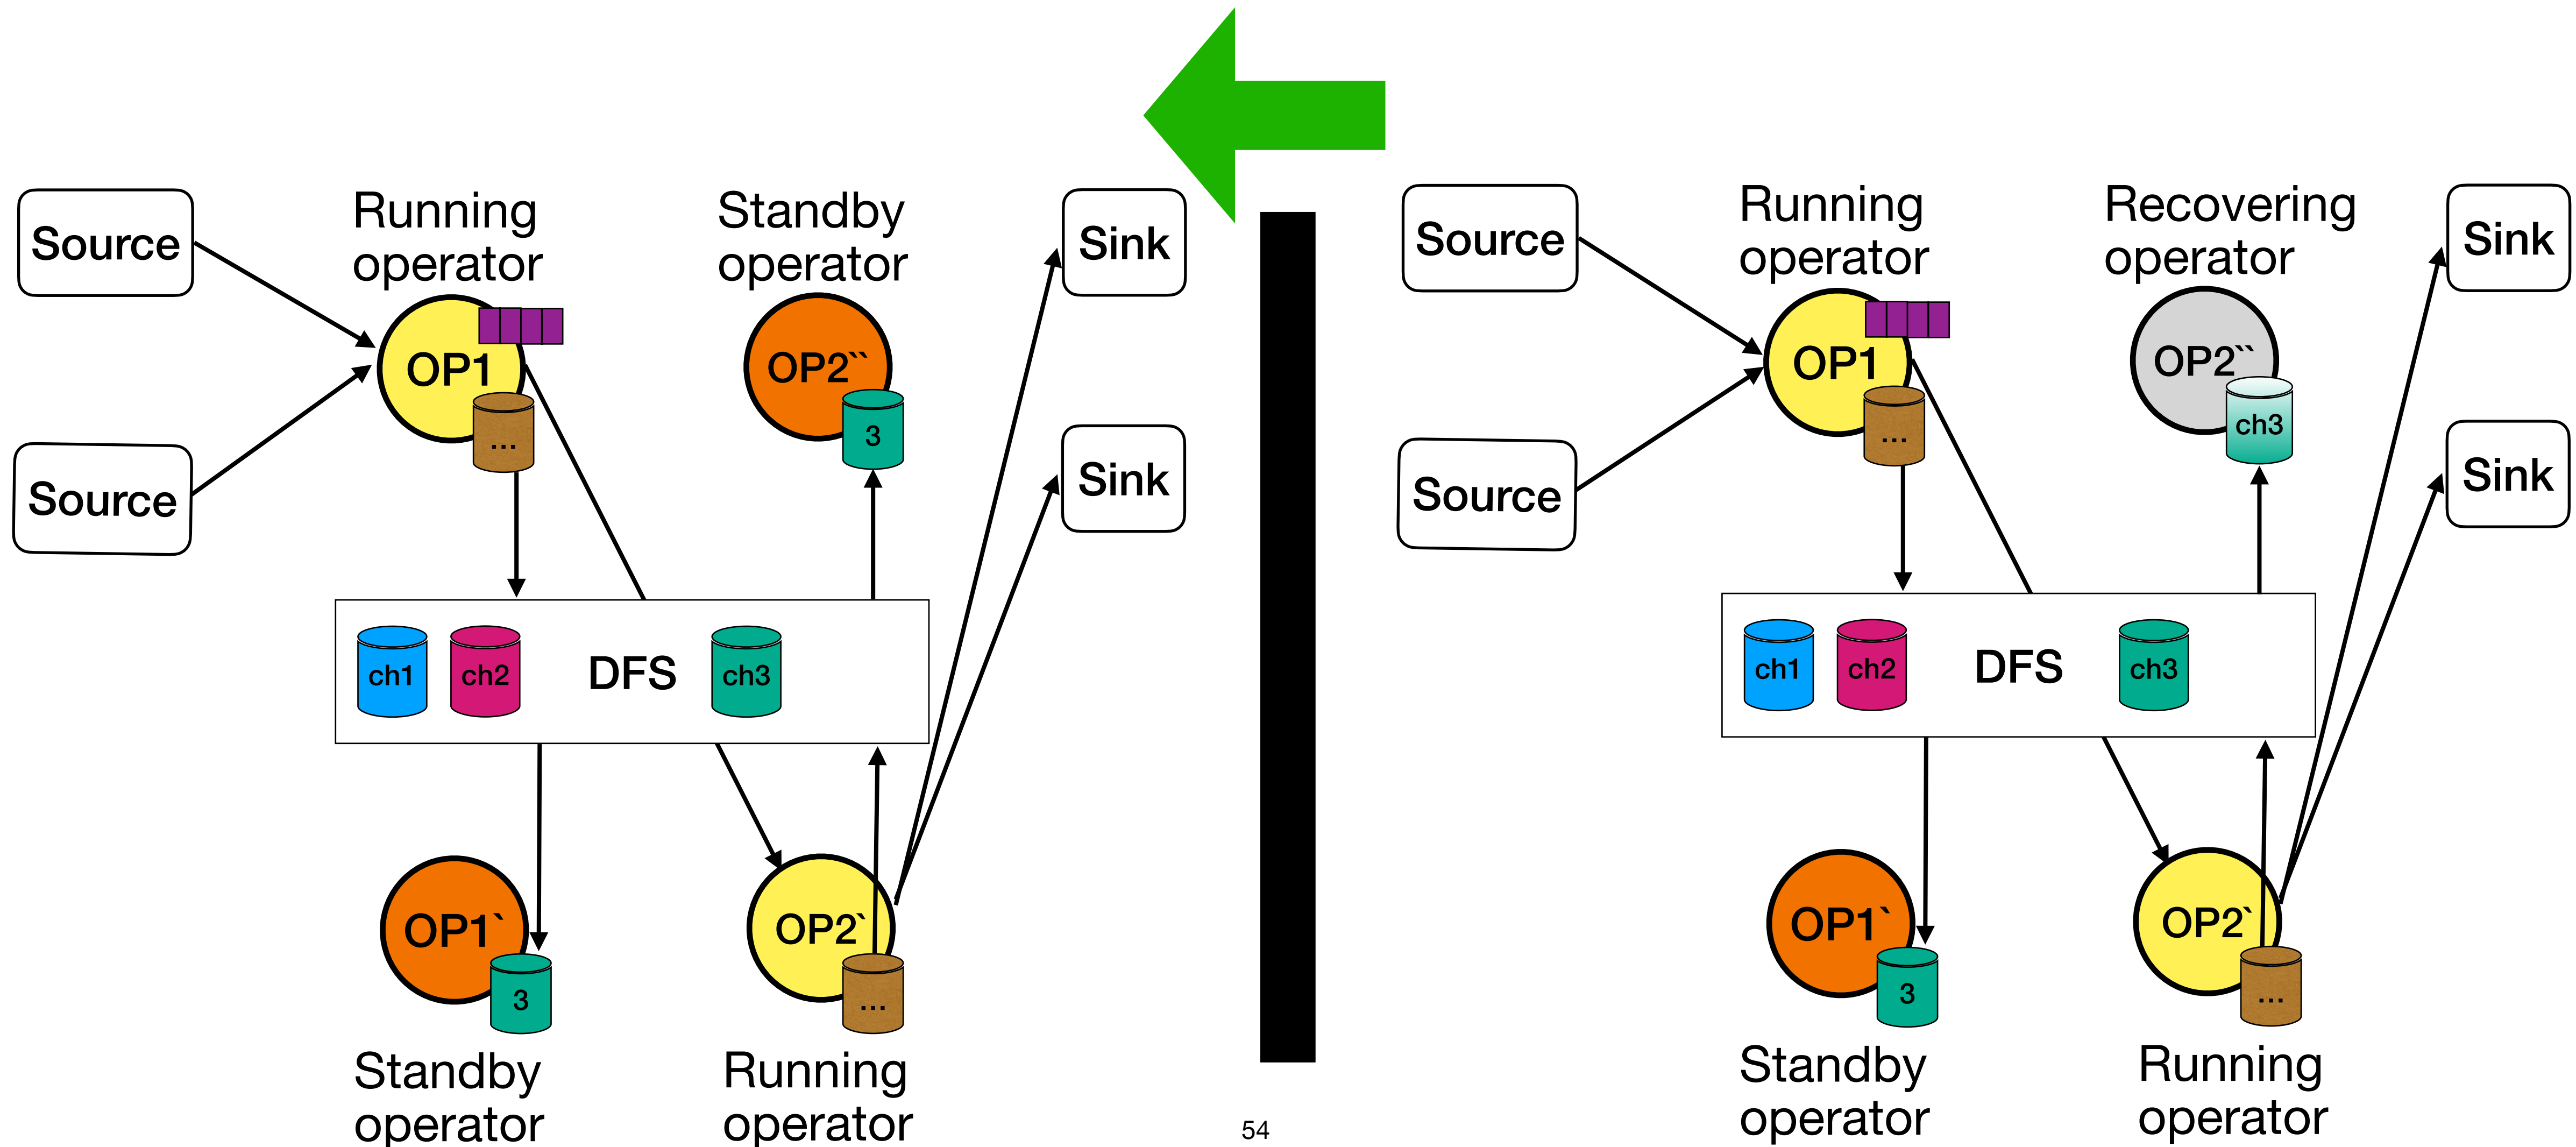 Source
Source
Running
operator
OP1
...
Standby
operator
OP2``
3
Sink
Sink
ch1
ch2
DFS
ch3
OP1`
3
Standby
operator
OP2`
...
Running
operator
Source
Source
Running
operator
OP1
...
Recovering
operator
OP2``
ch3
Sink
Sink
ch1
ch2
DFS
ch3
OP1`
3
Standby
operator
OP2`
...
Running
operator
54